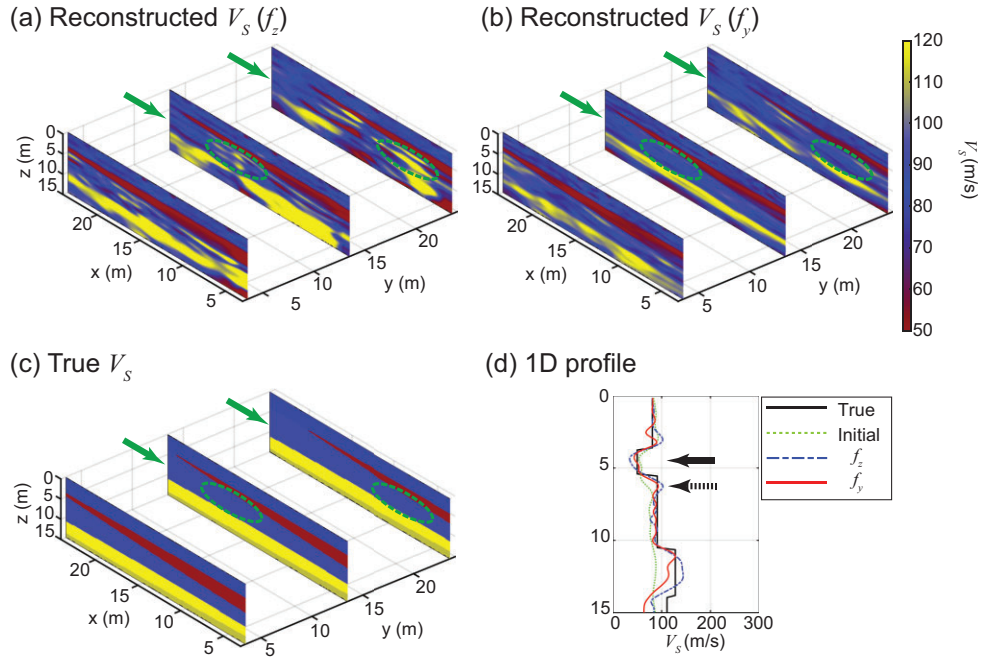 (a) Reconstructed V_S (f_z)
(b) Reconstructed V_S (f_y)
0
5
10
15
z (m)
20
15
10
5
x (m)
5
10
15
20
y (m)
0
5
10
15
z (m)
20
15
10
5
x (m)
5
10
15
20
y (m)
120
110
100
90
80
70
60
50
V_S (m/s)
(c) True V_S
(d) 1D profile
0
5
10
15
z (m)
20
15
10
5
x (m)
5
10
15
20
y (m)
0
5
10
15
0 100 200 300
V_S(m/s)
True
Initial
f_z
f_y